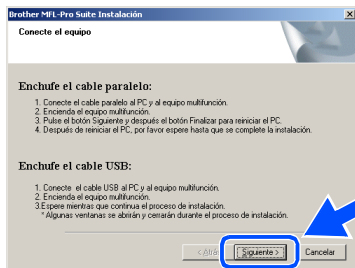 Brother MFL-Pro Suite Instalación
Conecte el equipo
Enchufe el cable paralelo:
1. Conecte el cable paralelo al PC y al equipo multifunción.
2. Encienda el equipo multifunción.
3. Pulse el botón Siguiente y después el botón Finalizar para reiniciar el PC.
4. Después de reiniciar el PC, por favor espere hasta que se complete la instalación.
Enchufe el cable USB:
1. Conecte el cable USB al PC y al equipo multifunción.
2. Encienda el equipo multifunción.
3.Espere mientras que continua el proceso de instalación.
* Algunas ventanas se abrirán y cerrarán durante el proceso de instalación.
Siguiente > Cancelar